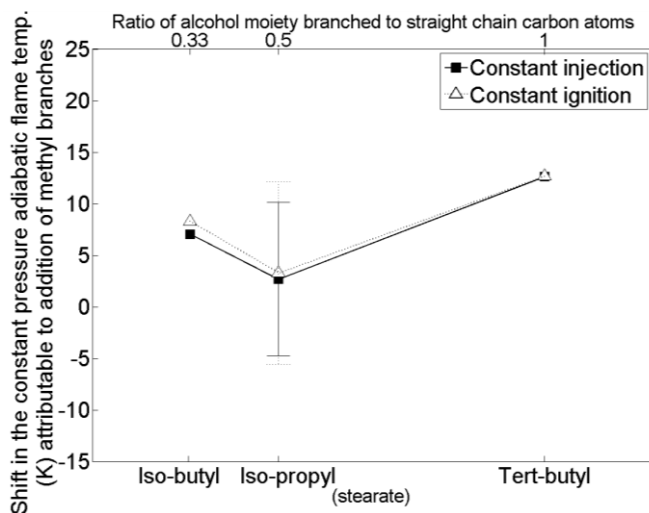 Ratio of alcohol moiety branched to straight chain carbon atoms
0.33 0.5 1
Constant injection
Constant ignition
Shift in the constant pressure adiabatic flame temp.
(K) attributable to addition of methyl branches
25
20
15
10
5
0
-5
-10
-15
Iso-butyl Iso-propyl Tert-butyl
(stearate)